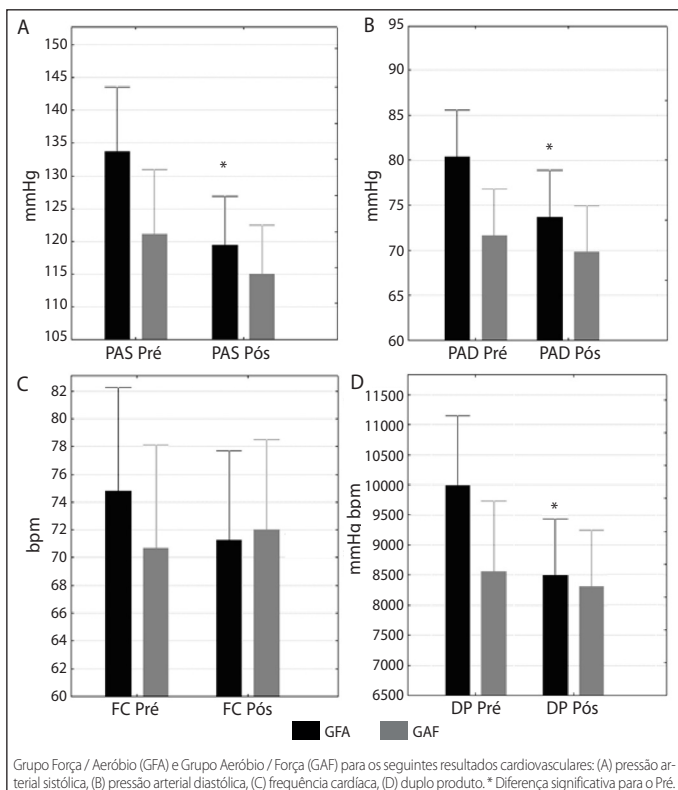 A
150
145
140
135
130
125
120
115
110
105
mmHg
*
PAS Pré PAS Pós
B
95
90
85
80
75
70
65
60
mmHg
*
PAD Pré PAD Pós
C
82
80
78
76
74
72
70
68
66
64
62
60
bpm
FC Pré FC Pós
D
11500
11000
10500
10000
9500
9000
8500
8000
7500
7000
6500
mmHg bpm
*
DP Pré DP Pós
GFA GAF
Grupo Força / Aeróbio (GFA) e Grupo Aeróbio / Força (GAF) para os seguintes resultados cardiovasculares: (A) pressão ar-
terial sistólica, (B) pressão arterial diastólica, (C) frequência cardíaca, (D) duplo produto. * Diferença significativa para o Pré.